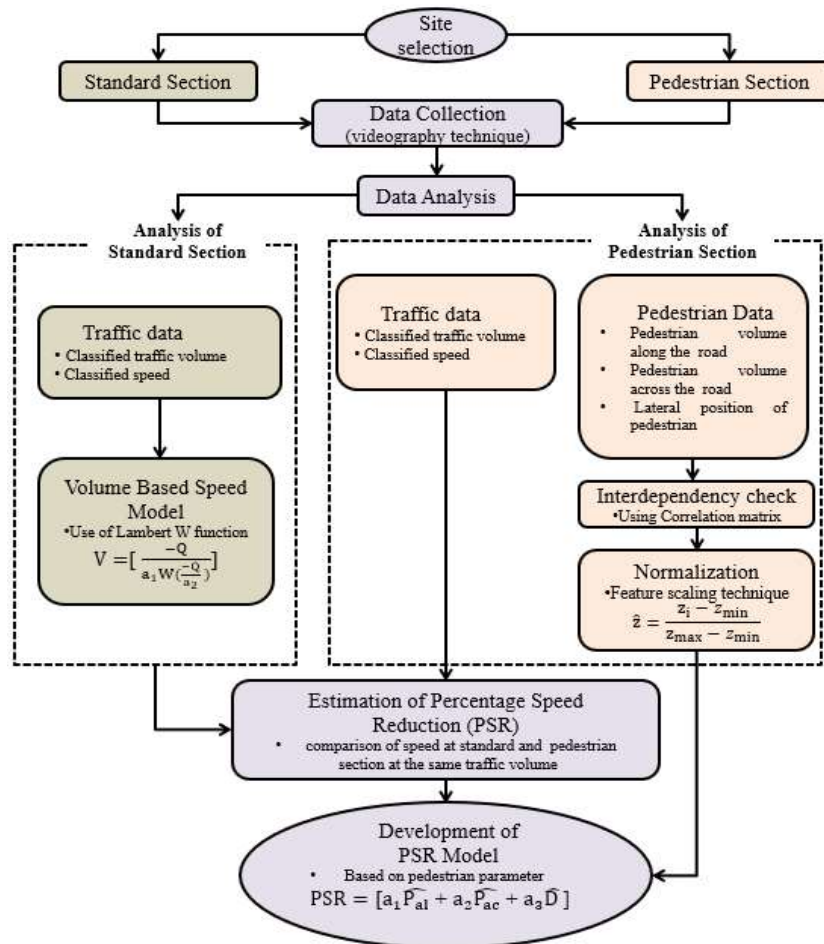 Site
selection
Standard Section
Pedestrian Section
Data Collection
(videography technique)
Data Analysis
Analysis of
Standard Section
Analysis of
Pedestrian Section
Traffic data
• Classified traffic volume
• Classified speed
Traffic data
• Classified traffic volume
• Classified speed
Pedestrian Data
• Pedestrian volume
along the road
• Pedestrian volume
across the road
• Lateral position of
pedestrian
Volume Based Speed
Model
•Use of Lambert W function
V =[ −Q / a₁W(−Q/a₂) ]
Interdependency check
•Using Correlation matrix
Normalization
•Feature scaling technique
ẑ = zᵢ − z_min / z_max − z_min
Estimation of Percentage Speed
Reduction (PSR)
• comparison of speed at standard and pedestrian
section at the same traffic volume
Development of
PSR Model
• Based on pedestrian parameter
PSR = [a₁P̂_al + a₂P̂_ac + a₃D̂ ]